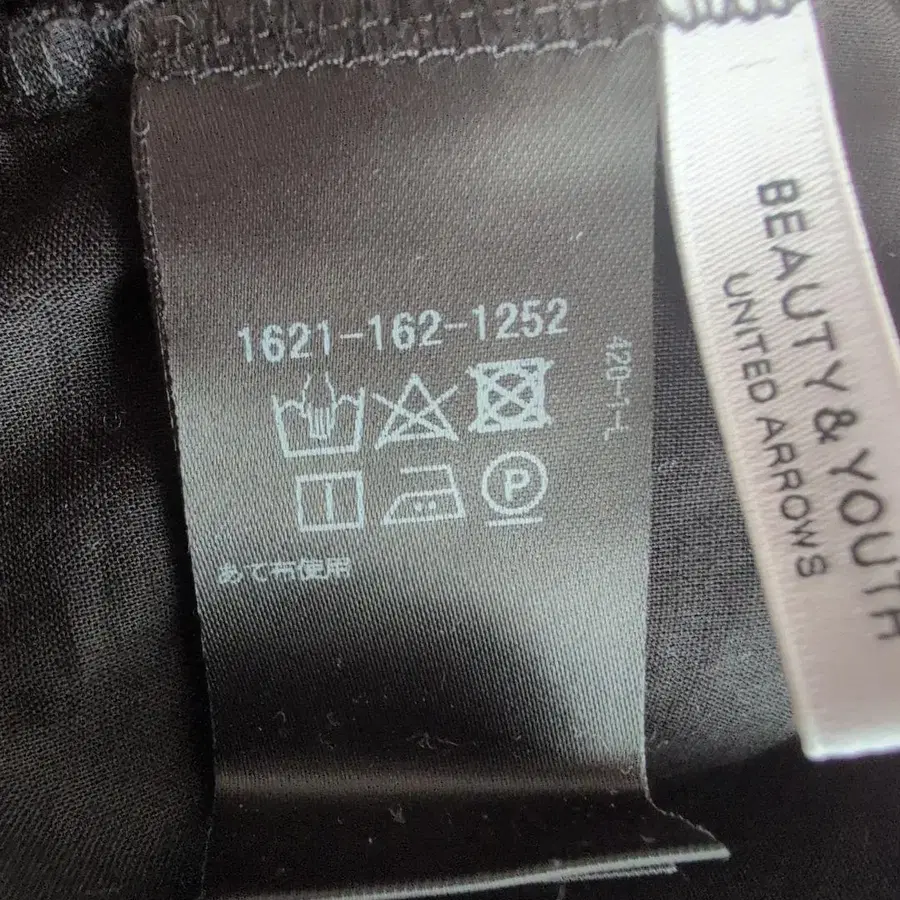 1621-162-1252
420-1-L
P
あて布使用
BEAUTY & YOUTH
UNITED ARROWS